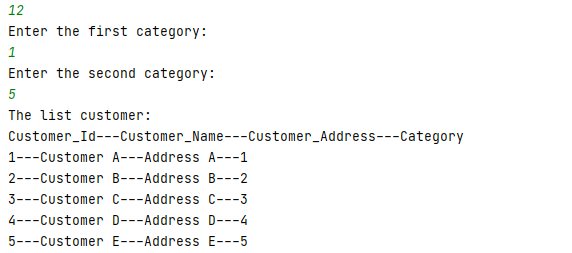 12
Enter the first category:
1
Enter the second category:
5
The list customer:
Customer_Id---Customer_Name---Customer_Address---Category
1---Customer A---Address A---1
2---Customer B---Address B---2
3---Customer C---Address C---3
4---Customer D---Address D---4
5---Customer E---Address E---5